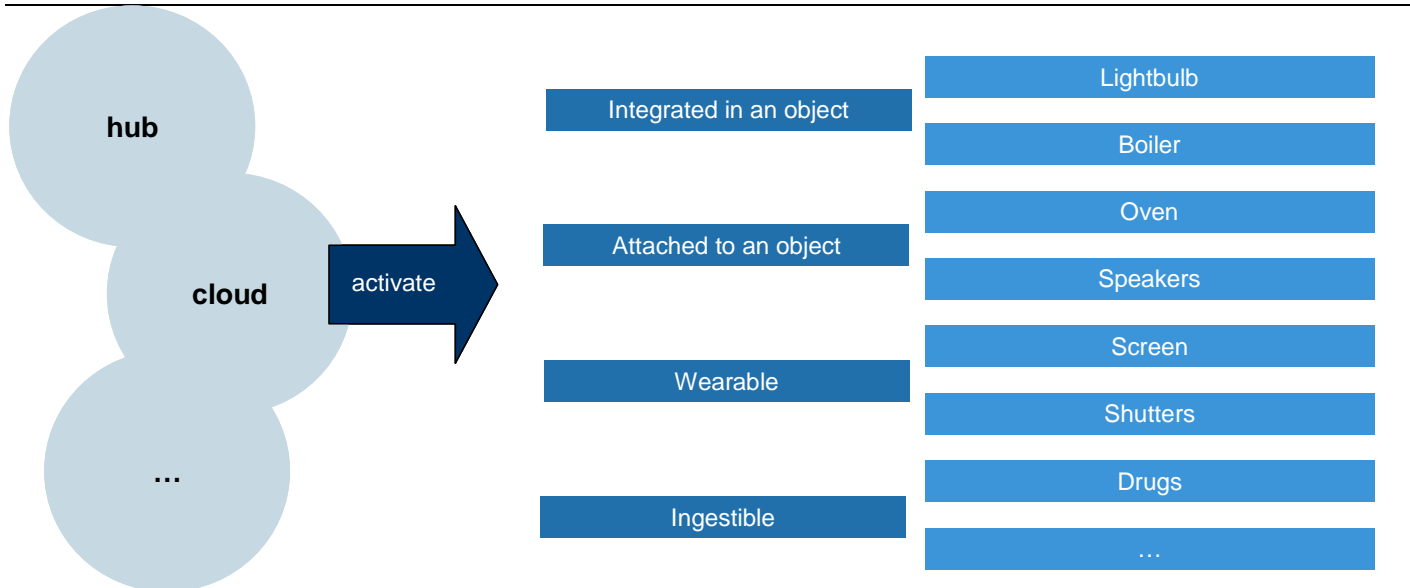 hub
cloud
…
activate
Integrated in an object
Attached to an object
Wearable
Ingestible
Lightbulb
Boiler
Oven
Speakers
Screen
Shutters
Drugs
…